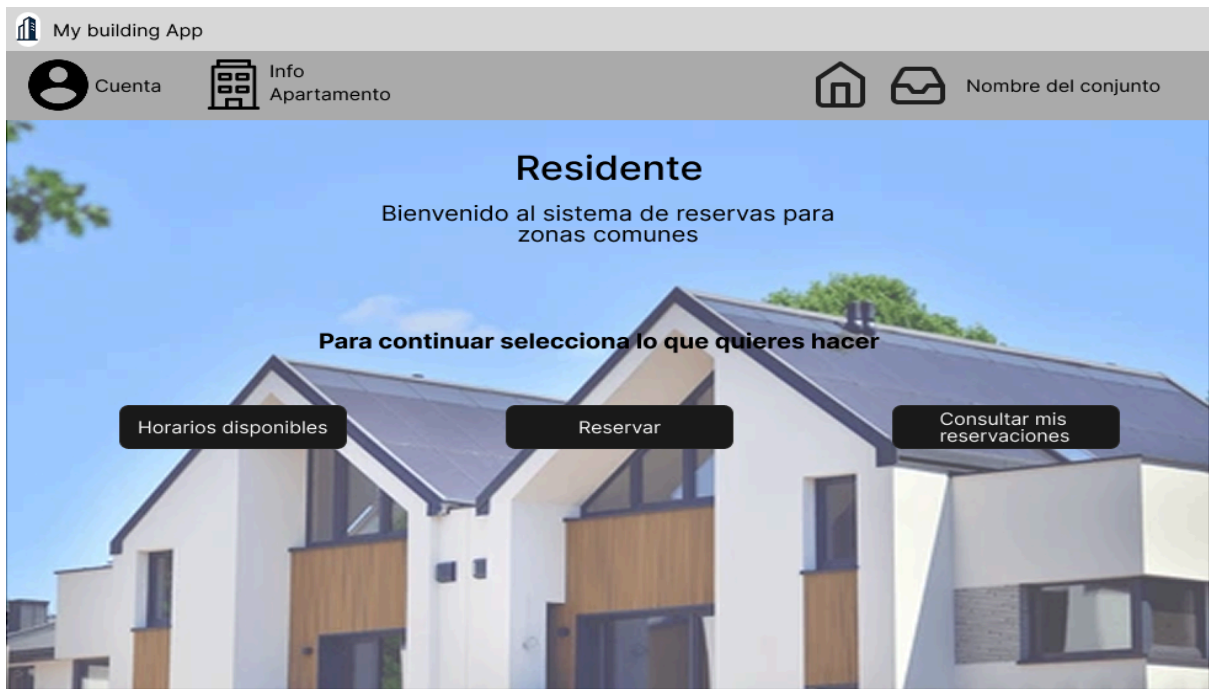 My building App
Cuenta
Info
Apartamento
Nombre del conjunto
Residente
Bienvenido al sistema de reservas para
zonas comunes
Para continuar selecciona lo que quieres hacer
Horarios disponibles
Reservar
Consultar mis
reservaciones